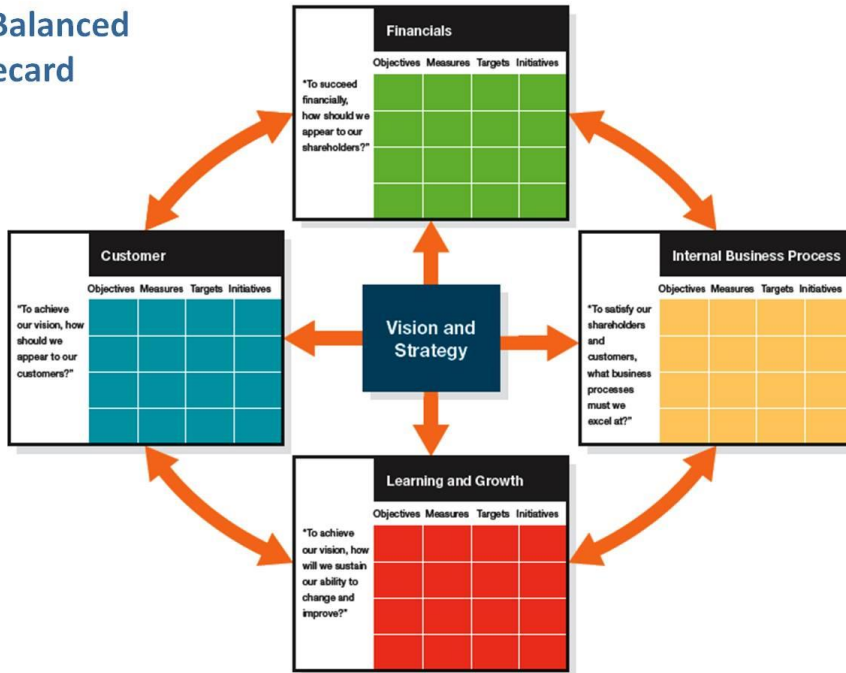 Balanced
ecard
Financials
Objectives Measures Targets Initiatives
"To succeed
financially,
how should we
appear to our
shareholders?"
Customer
Objectives Measures Targets Initiatives
"To achieve
our vision, how
should we
appear to our
customers?"
Vision and
Strategy
Internal Business Process
Objectives Measures Targets Initiatives
"To satisfy our
shareholders
and
customers,
what business
processes
must we
excel at?"
Learning and Growth
Objectives Measures Targets Initiatives
"To achieve
our vision, how
will we sustain
our ability to
change and
improve?"